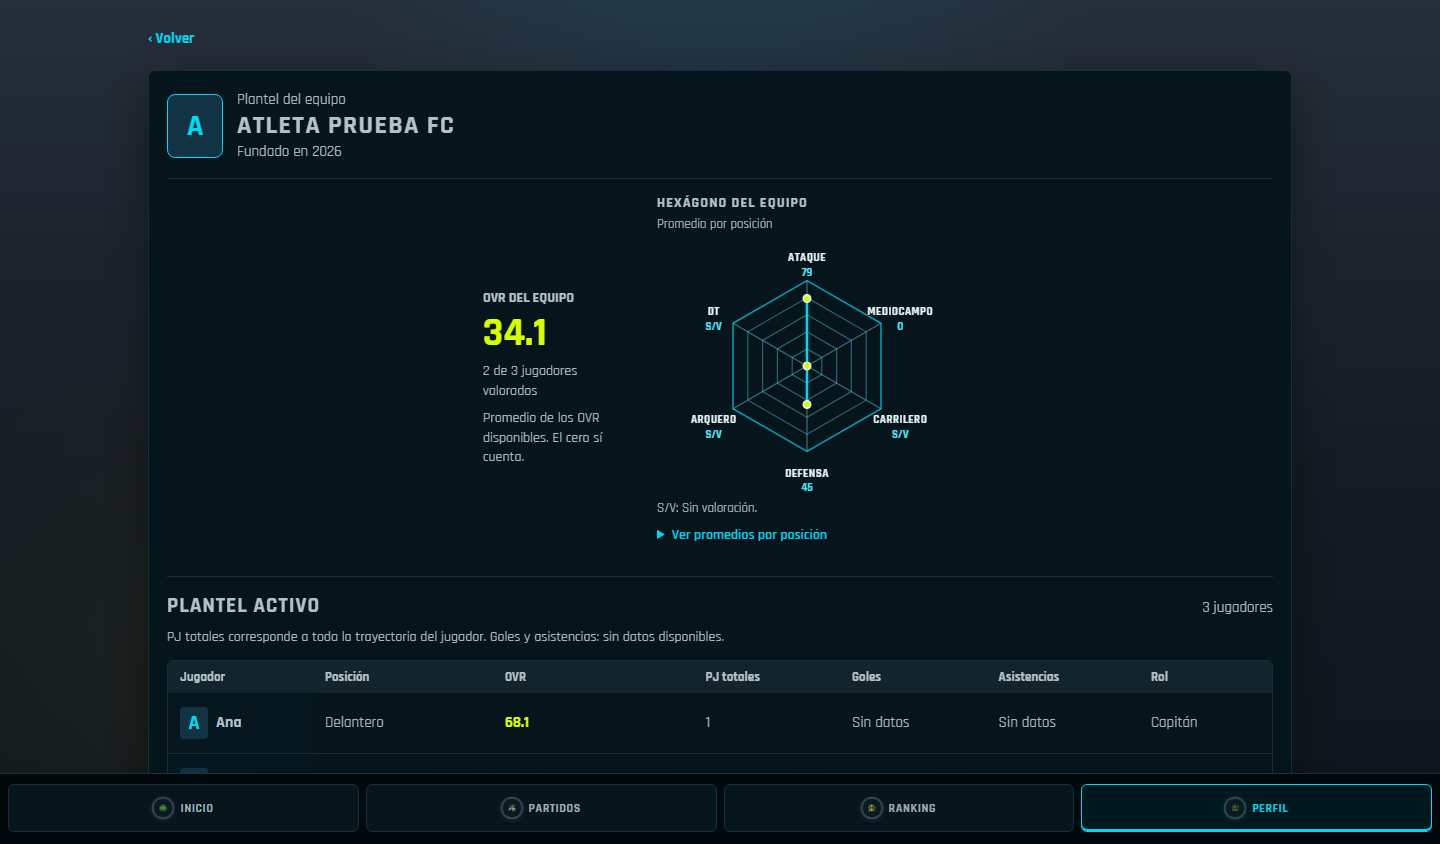 ‹ Volver
A
Plantel del equipo
ATLETA PRUEBA FC
Fundado en 2026
HEXÁGONO DEL EQUIPO
Promedio por posición
OVR DEL EQUIPO
34.1
2 de 3 jugadores
valorados
Promedio de los OVR
disponibles. El cero sí
cuenta.
ATAQUE
79
DT
S/V
MEDIOCAMPO
0
ARQUERO
S/V
CARRILERO
S/V
DEFENSA
45
S/V: Sin valoración.
▶ Ver promedios por posición
PLANTEL ACTIVO
3 jugadores
PJ totales corresponde a toda la trayectoria del jugador. Goles y asistencias: sin datos disponibles.
Jugador Posición OVR PJ totales Goles Asistencias Rol
A Ana Delantero 68.1 1 Sin datos Sin datos Capitán
INICIO
PARTIDOS
RANKING
PERFIL